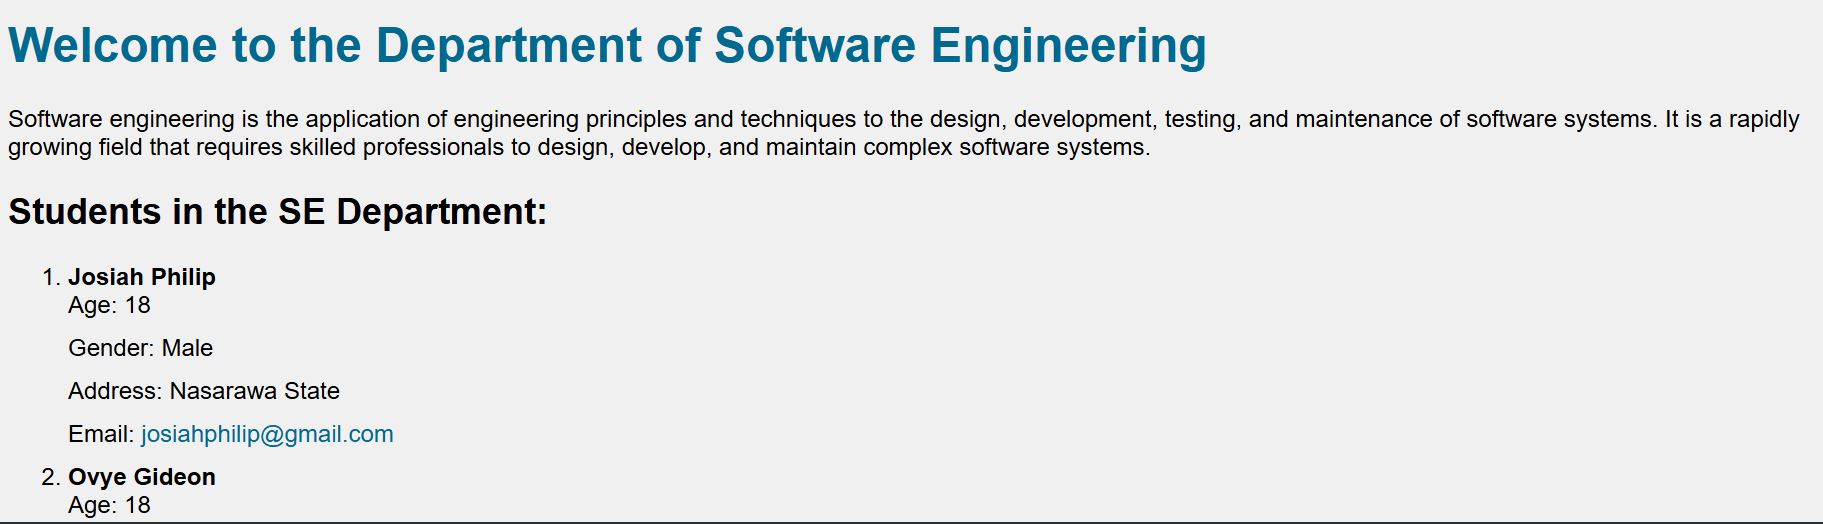 Welcome to the Department of Software Engineering
Software engineering is the application of engineering principles and techniques to the design, development, testing, and maintenance of software systems. It is a rapidly
growing field that requires skilled professionals to design, develop, and maintain complex software systems.
Students in the SE Department:
1. Josiah Philip
Age: 18
Gender: Male
Address: Nasarawa State
Email: josiahphilip@gmail.com
2. Ovye Gideon
Age: 18